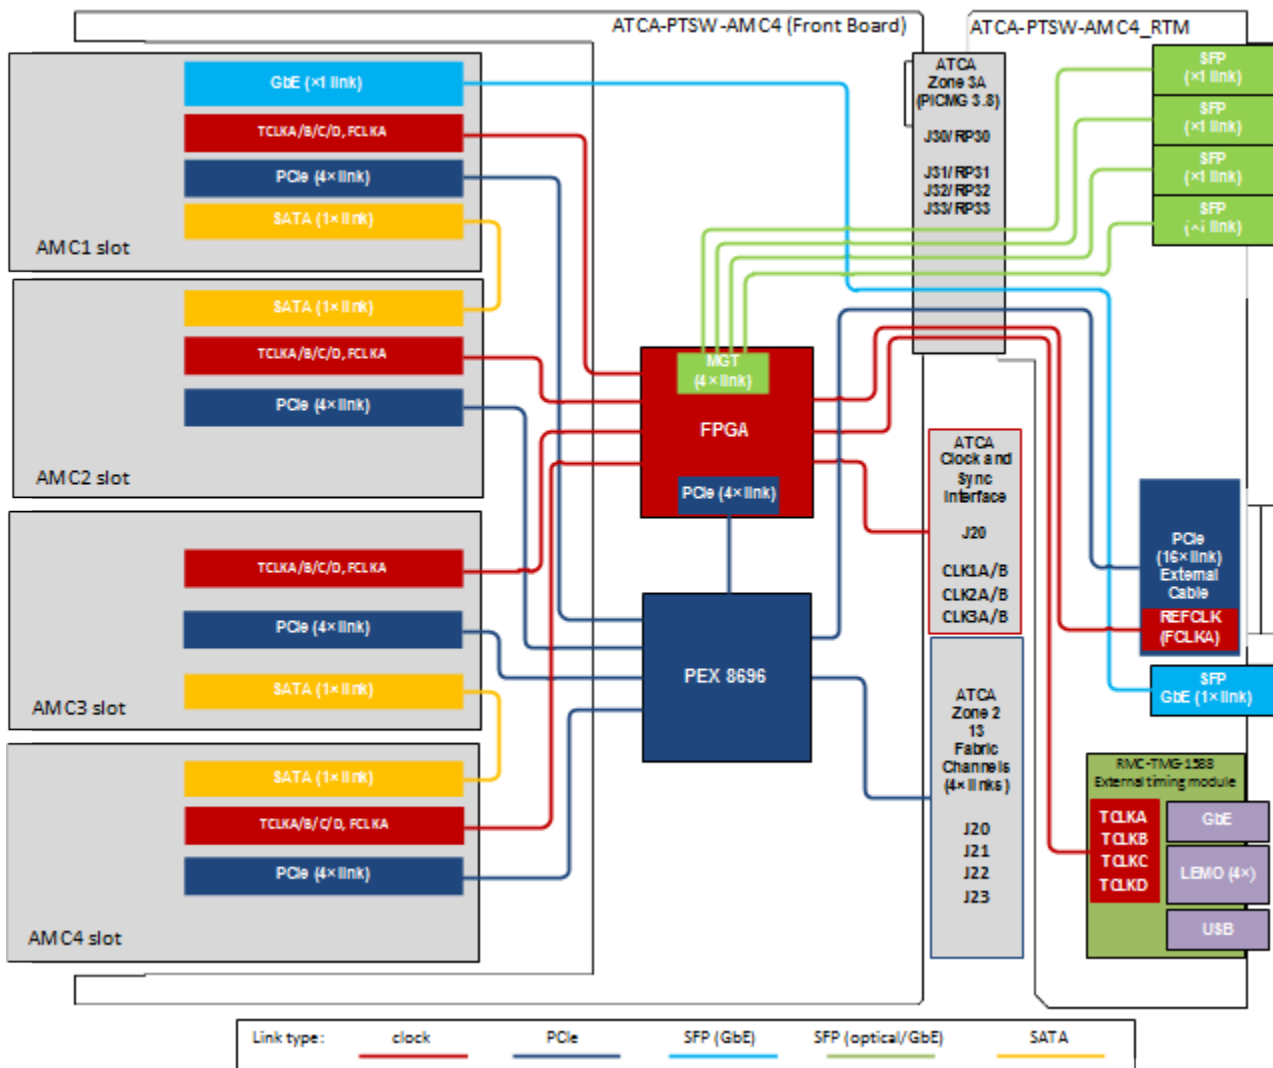 ATCA-PTSW-AMC4 (Front Board)
ATCA-PTSW-AMC4_RTM
GbE (×1 link)
TCLKA/B/C/D, FCLKA
PCIe (4× link)
SATA (1× link)
AMC1 slot
SATA (1× link)
TCLKA/B/C/D, FCLKA
PCIe (4× link)
AMC2 slot
TCLKA/B/C/D, FCLKA
PCIe (4× link)
SATA (1× link)
AMC3 slot
SATA (1× link)
TCLKA/B/C/D, FCLKA
PCIe (4× link)
AMC4 slot
MGT
(4× link)
FPGA
PCIe (4× link)
PEX 8696
ATCA
Zone 3A
(PICMG 3.8)
J30/RP30
J31/RP31
J32/RP32
J33/RP33
ATCA
Clock and
Sync
Interface
J20
CLK1A/B
CLK2A/B
CLK3A/B
ATCA
Zone 2
13
Fabric
Channels
(4× links)
J20
J21
J22
J23
SFP
(×1 link)
SFP
(×1 link)
SFP
(×1 link)
SFP
(×1 link)
PCIe
(16× link)
External
Cable
REFCLK
(FCLKA)
SFP
GbE (1× link)
RMC-TMG-1588
External timing module
TCLKA
TCLKB
TCLKC
TCLKD
GbE
LEMO (4×)
USB
Link type:
clock
PCIe
SFP (GbE)
SFP (optical/GbE)
SATA